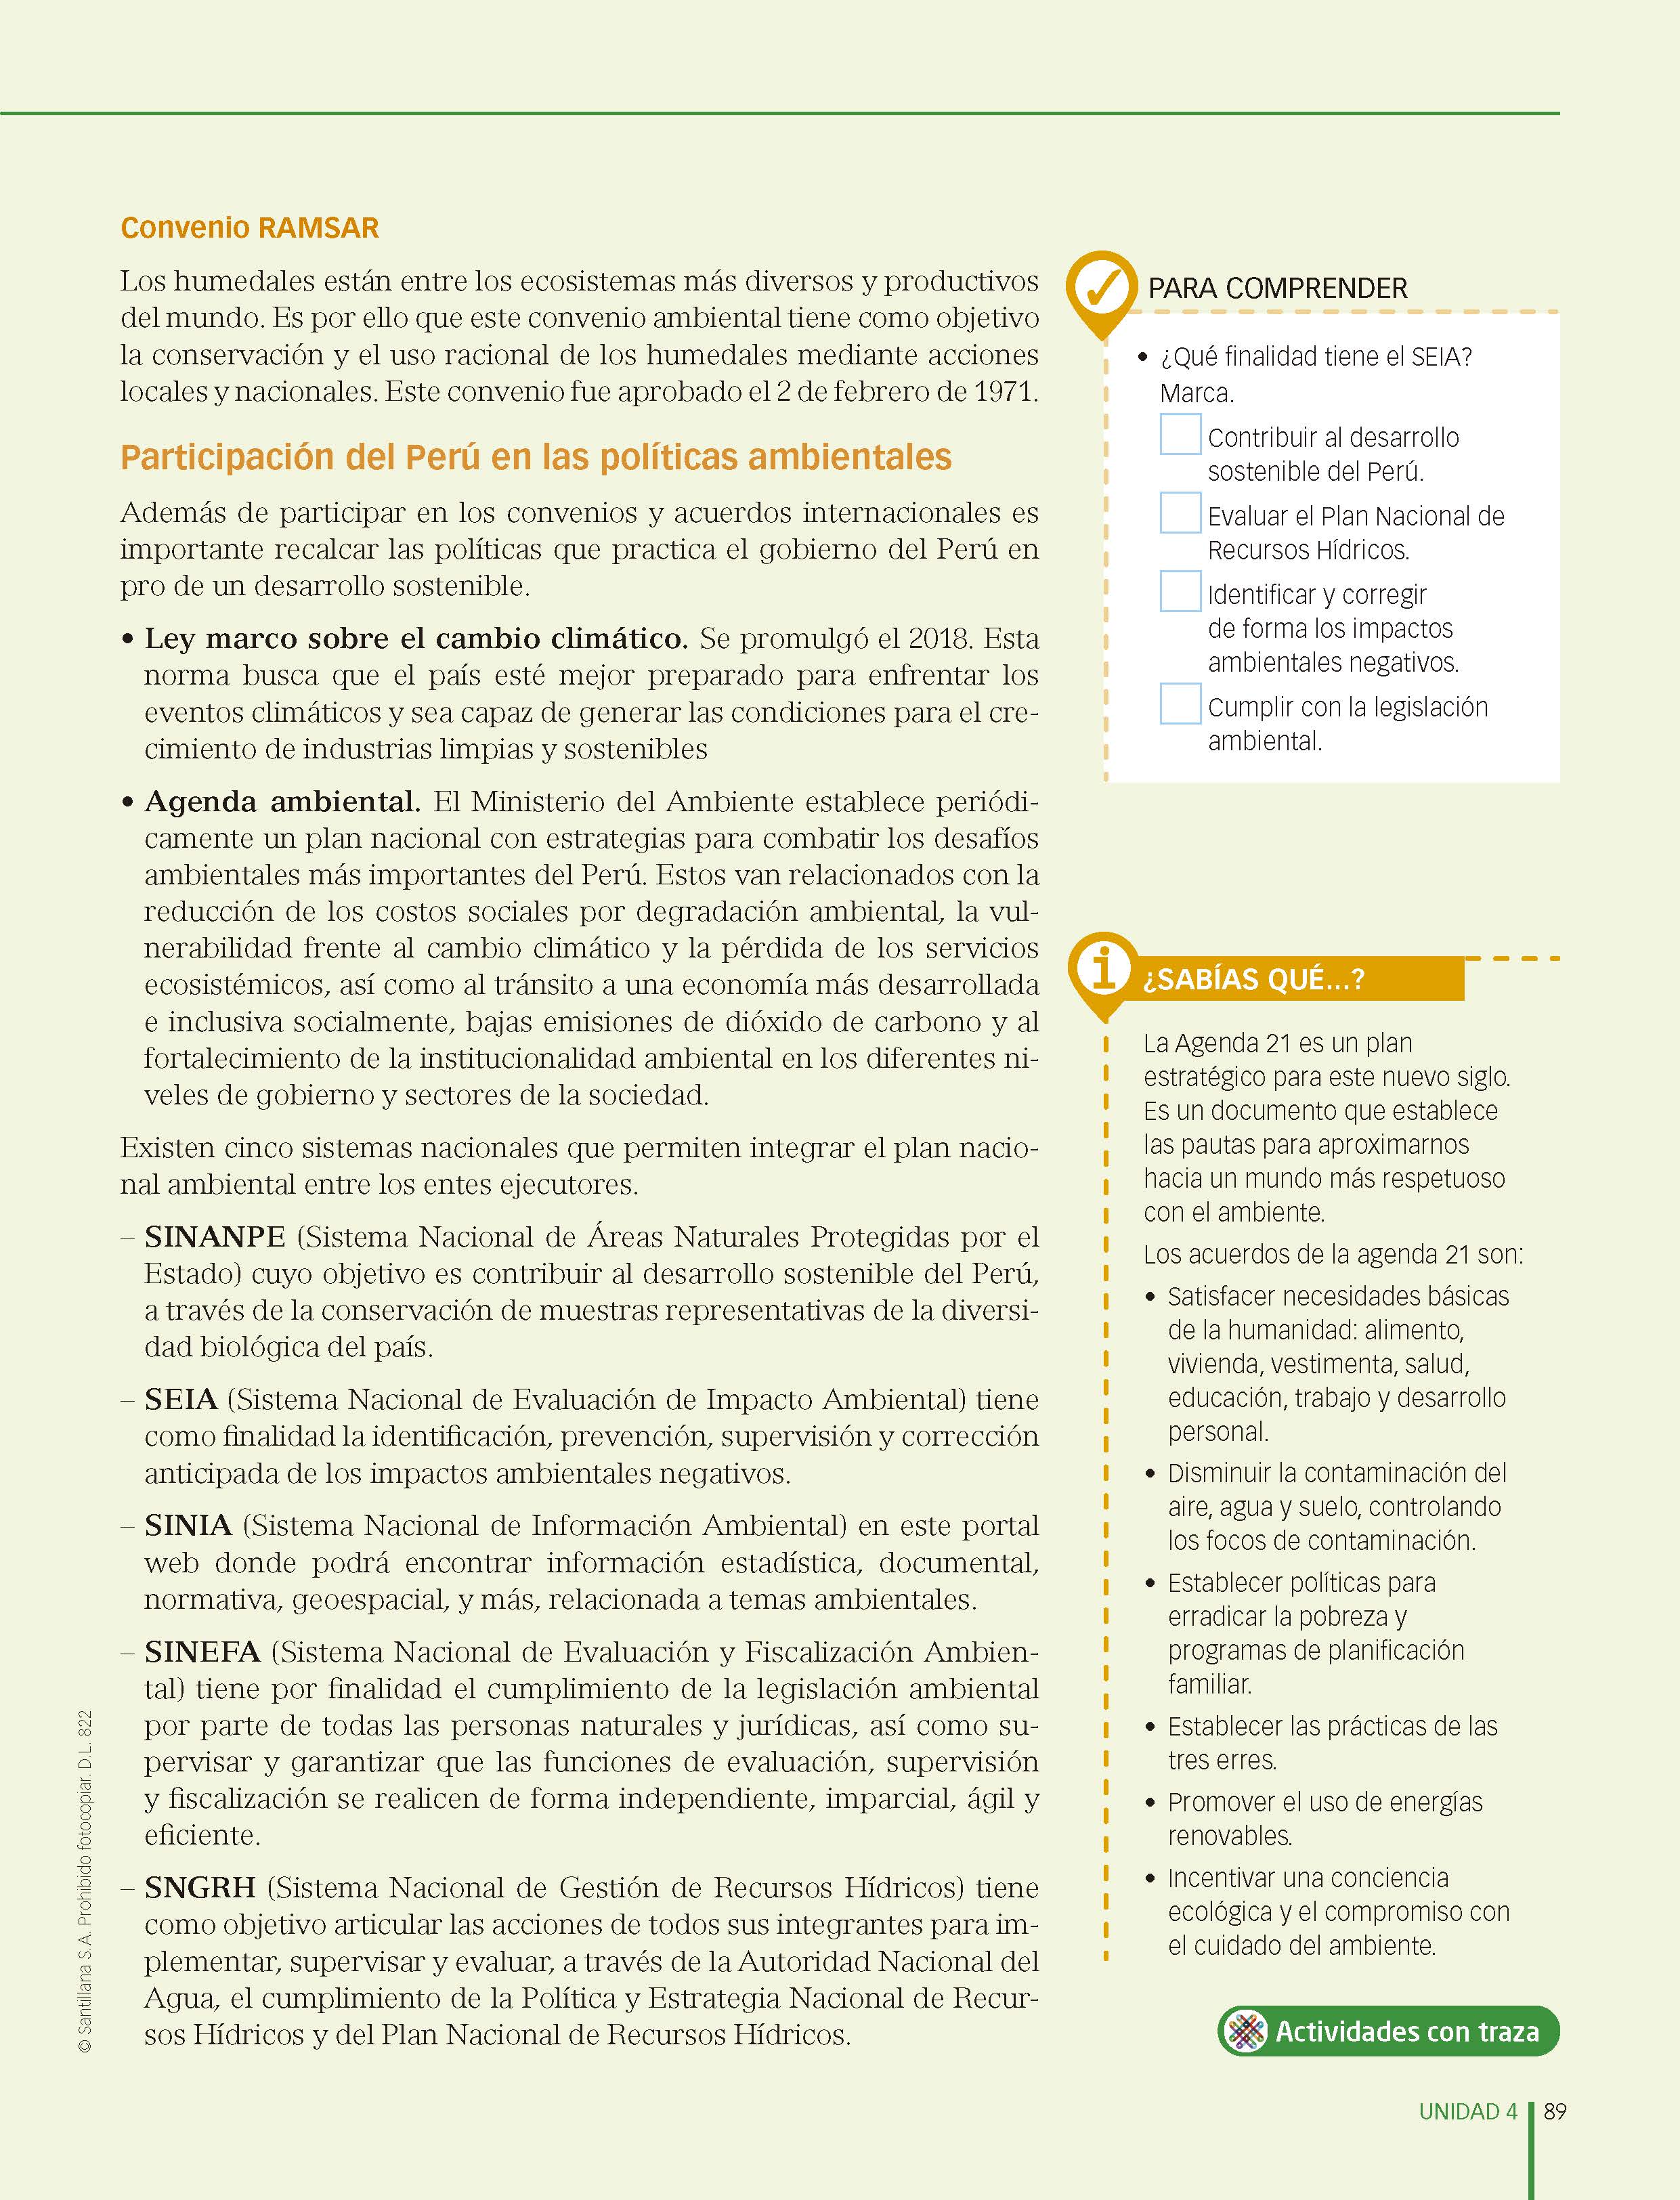 Convenio RAMSAR
Los humedales están entre los ecosistemas más diversos y productivos
del mundo. Es por ello que este convenio ambiental tiene como objetivo
la conservación y el uso racional de los humedales mediante acciones
locales y nacionales. Este convenio fue aprobado el 2 de febrero de 1971.
Participación del Perú en las políticas ambientales
Además de participar en los convenios y acuerdos internacionales es
importante recalcar las políticas que practica el gobierno del Perú en
pro de un desarrollo sostenible.
• Ley marco sobre el cambio climático. Se promulgó el 2018. Esta
norma busca que el país esté mejor preparado para enfrentar los
eventos climáticos y sea capaz de generar las condiciones para el cre-
cimiento de industrias limpias y sostenibles
• Agenda ambiental. El Ministerio del Ambiente establece periódi-
camente un plan nacional con estrategias para combatir los desafíos
ambientales más importantes del Perú. Estos van relacionados con la
reducción de los costos sociales por degradación ambiental, la vul-
nerabilidad frente al cambio climático y la pérdida de los servicios
ecosistémicos, así como al tránsito a una economía más desarrollada
e inclusiva socialmente, bajas emisiones de dióxido de carbono y al
fortalecimiento de la institucionalidad ambiental en los diferentes ni-
veles de gobierno y sectores de la sociedad.
Existen cinco sistemas nacionales que permiten integrar el plan nacio-
nal ambiental entre los entes ejecutores.
– SINANPE (Sistema Nacional de Áreas Naturales Protegidas por el
Estado) cuyo objetivo es contribuir al desarrollo sostenible del Perú,
a través de la conservación de muestras representativas de la diversi-
dad biológica del país.
– SEIA (Sistema Nacional de Evaluación de Impacto Ambiental) tiene
como finalidad la identificación, prevención, supervisión y corrección
anticipada de los impactos ambientales negativos.
– SINIA (Sistema Nacional de Información Ambiental) en este portal
web donde podrá encontrar información estadística, documental,
normativa, geoespacial, y más, relacionada a temas ambientales.
– SINEFA (Sistema Nacional de Evaluación y Fiscalización Ambien-
tal) tiene por finalidad el cumplimiento de la legislación ambiental
por parte de todas las personas naturales y jurídicas, así como su-
pervisar y garantizar que las funciones de evaluación, supervisión
y fiscalización se realicen de forma independiente, imparcial, ágil y
eficiente.
– SNGRH (Sistema Nacional de Gestión de Recursos Hídricos) tiene
como objetivo articular las acciones de todos sus integrantes para im-
plementar, supervisar y evaluar, a través de la Autoridad Nacional del
Agua, el cumplimiento de la Política y Estrategia Nacional de Recur-
sos Hídricos y del Plan Nacional de Recursos Hídricos.
PARA COMPRENDER
• ¿Qué finalidad tiene el SEIA?
Marca.
Contribuir al desarrollo
sostenible del Perú.
Evaluar el Plan Nacional de
Recursos Hídricos.
Identificar y corregir
de forma los impactos
ambientales negativos.
Cumplir con la legislación
ambiental.
i
¿SABÍAS QUÉ...?
La Agenda 21 es un plan
estratégico para este nuevo siglo.
Es un documento que establece
las pautas para aproximarnos
hacia un mundo más respetuoso
con el ambiente.
Los acuerdos de la agenda 21 son:
• Satisfacer necesidades básicas
de la humanidad: alimento,
vivienda, vestimenta, salud,
educación, trabajo y desarrollo
personal.
• Disminuir la contaminación del
aire, agua y suelo, controlando
los focos de contaminación.
• Establecer políticas para
erradicar la pobreza y
programas de planificación
familiar.
• Establecer las prácticas de las
tres erres.
• Promover el uso de energías
renovables.
• Incentivar una conciencia
ecológica y el compromiso con
el cuidado del ambiente.
Actividades con traza
© Santillana S.A. Prohibido fotocopiar. D.L. 822
UNIDAD 4 89